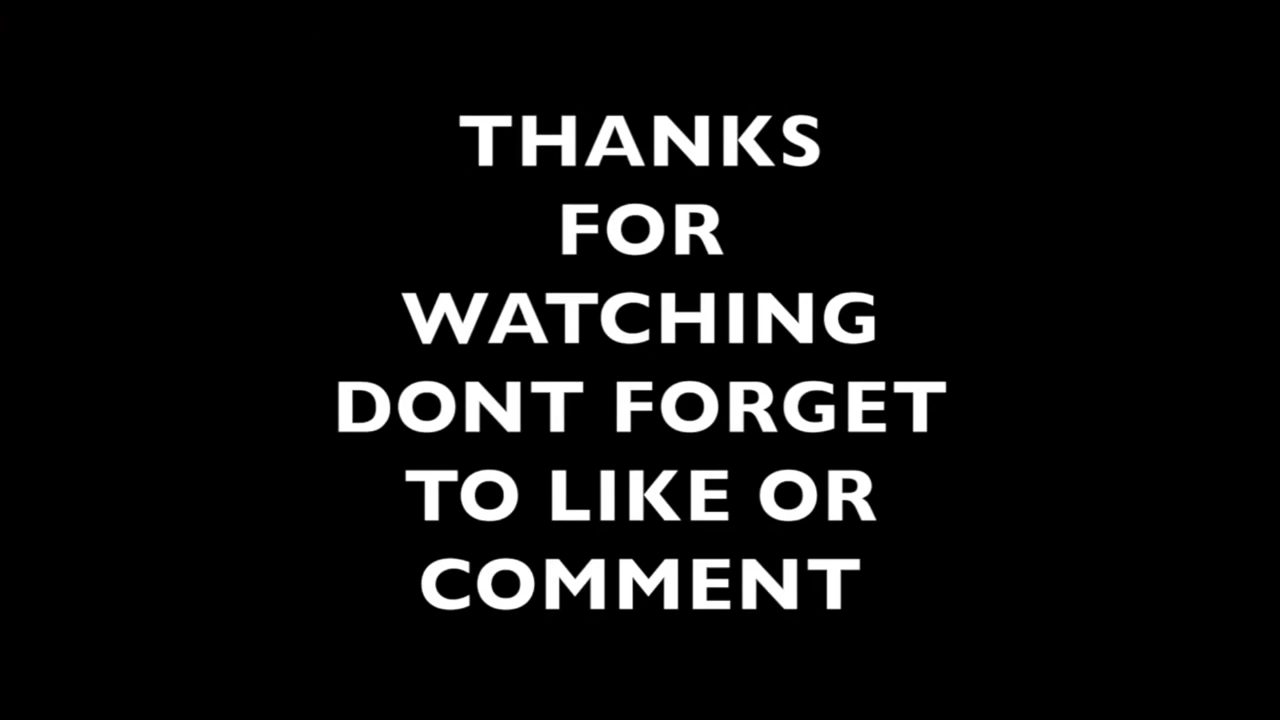 THANKS
FOR
WATCHING
DONT FORGET
TO LIKE OR
COMMENT